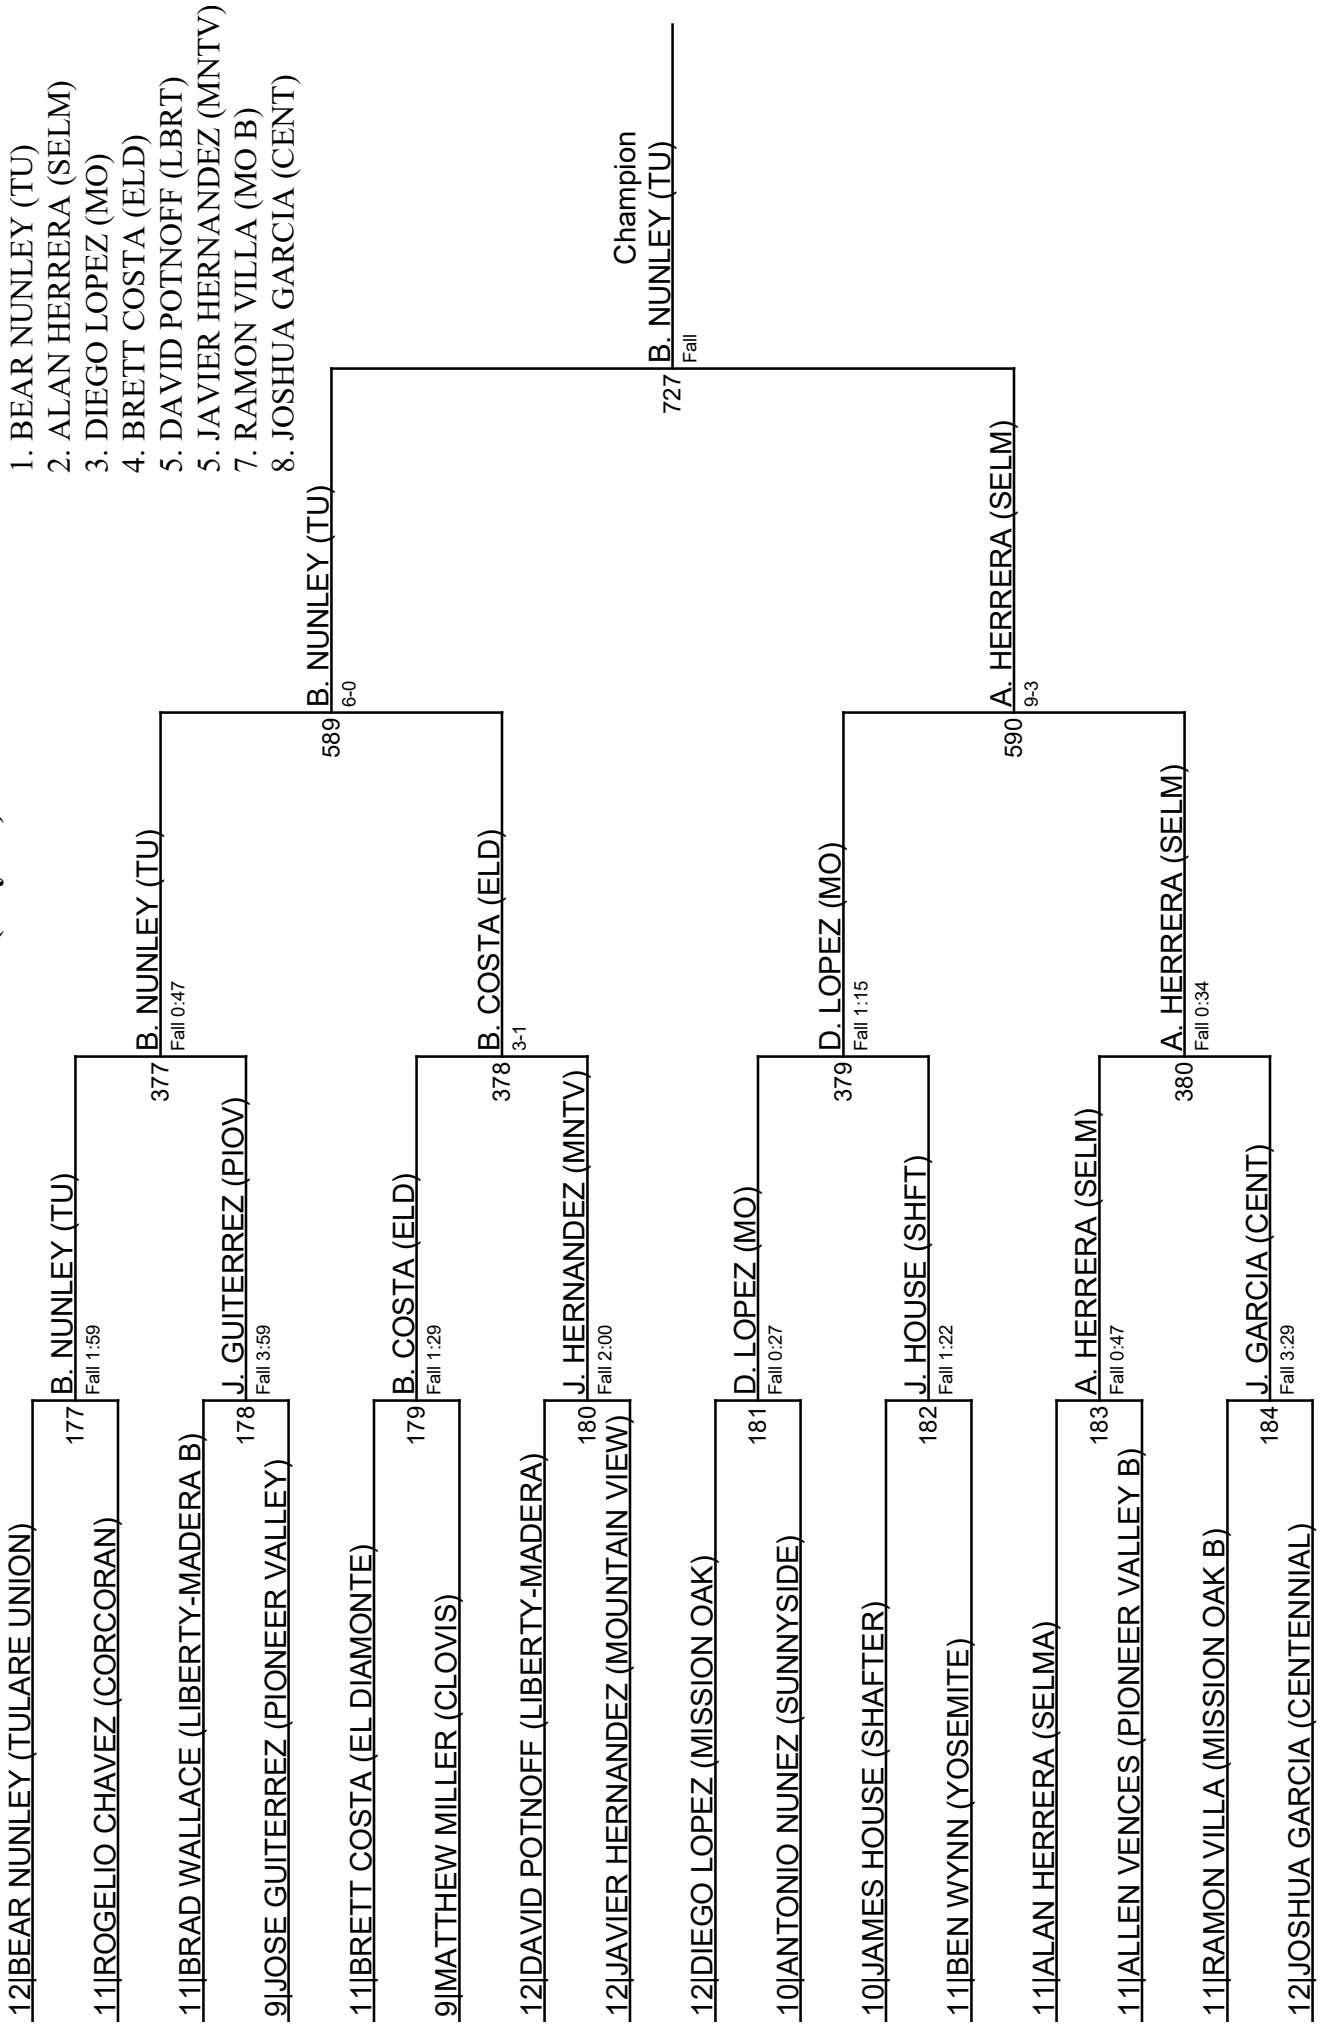 1. BEAR NUNLEY (TU)
2. ALAN HERRERA (SELM)
3. DIEGO LOPEZ (MO)
4. BRETT COSTA (ELD)
5. DAVID POTNOFF (LBRT)
5. JAVIER HERNANDEZ (MNTV)
7. RAMON VILLA (MO B)
8. JOSHUA GARCIA (CENT)
12|BEAR NUNLEY (TULARE UNION)
11|ROGELIO CHAVEZ (CORCORAN)
11|BRAD WALLACE (LIBERTY-MADERA B)
9|JOSE GUITERREZ (PIONEER VALLEY)
11|BRETT COSTA (EL DIAMONTE)
9|MATTHEW MILLER (CLOVIS)
12|DAVID POTNOFF (LIBERTY-MADERA)
12|JAVIER HERNANDEZ (MOUNTAIN VIEW)
12|DIEGO LOPEZ (MISSION OAK)
10|ANTONIO NUNEZ (SUNNYSIDE)
10|JAMES HOUSE (SHAFTER)
11|BEN WYNN (YOSEMITE)
11|ALAN HERRERA (SELMA)
11|ALLEN VENCES (PIONEER VALLEY B)
11|RAMON VILLA (MISSION OAK B)
12|JOSHUA GARCIA (CENTENNIAL)
177
B. NUNLEY (TU)
Fall 1:59
178
J. GUITERREZ (PIOV)
Fall 3:59
179
B. COSTA (ELD)
Fall 1:29
180
J. HERNANDEZ (MNTV)
Fall 2:00
181
D. LOPEZ (MO)
Fall 0:27
182
J. HOUSE (SHFT)
Fall 1:22
183
A. HERRERA (SELM)
Fall 0:47
184
J. GARCIA (CENT)
Fall 3:29
377
B. NUNLEY (TU)
Fall 0:47
378
B. COSTA (ELD)
3-1
379
D. LOPEZ (MO)
Fall 1:15
380
A. HERRERA (SELM)
Fall 0:34
589
B. NUNLEY (TU)
6-0
590
A. HERRERA (SELM)
9-3
727
Champion
B. NUNLEY (TU)
Fall